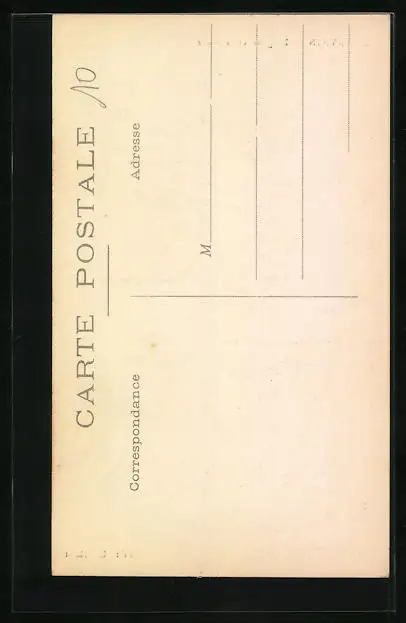 CARTE POSTALE
10
Correspondance
Adresse
M